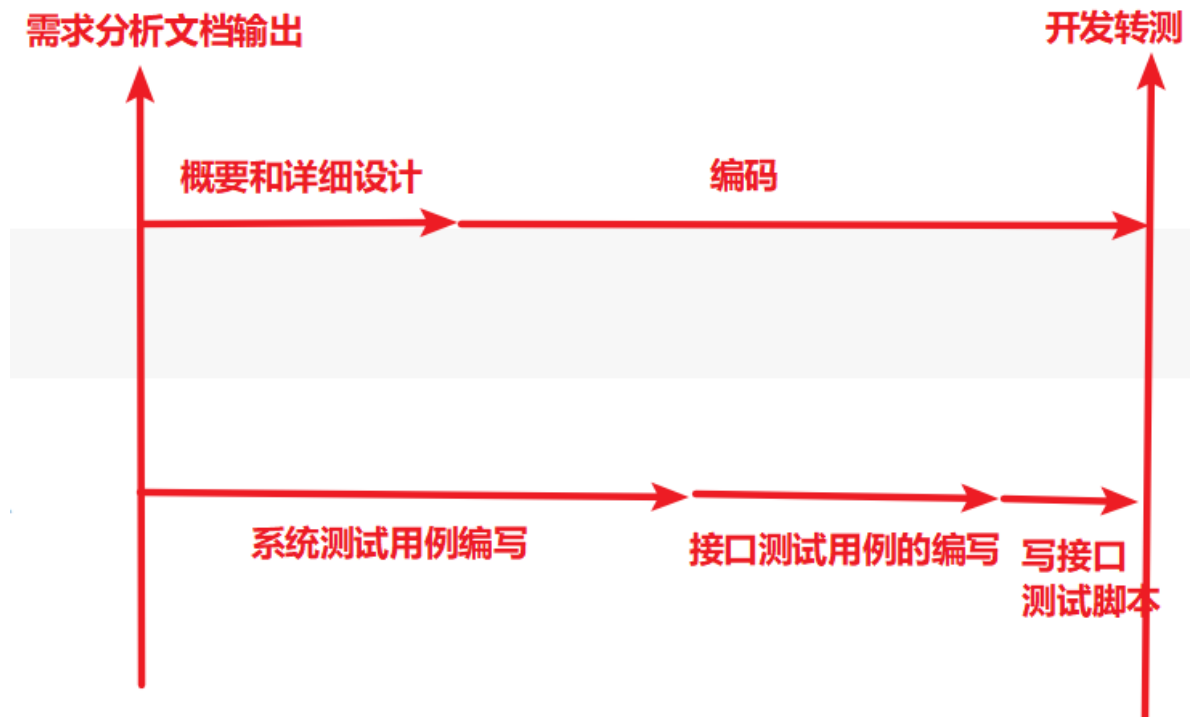 需求分析文档输出
开发转测
概要和详细设计
编码
系统测试用例编写
接口测试用例的编写
写接口
测试脚本